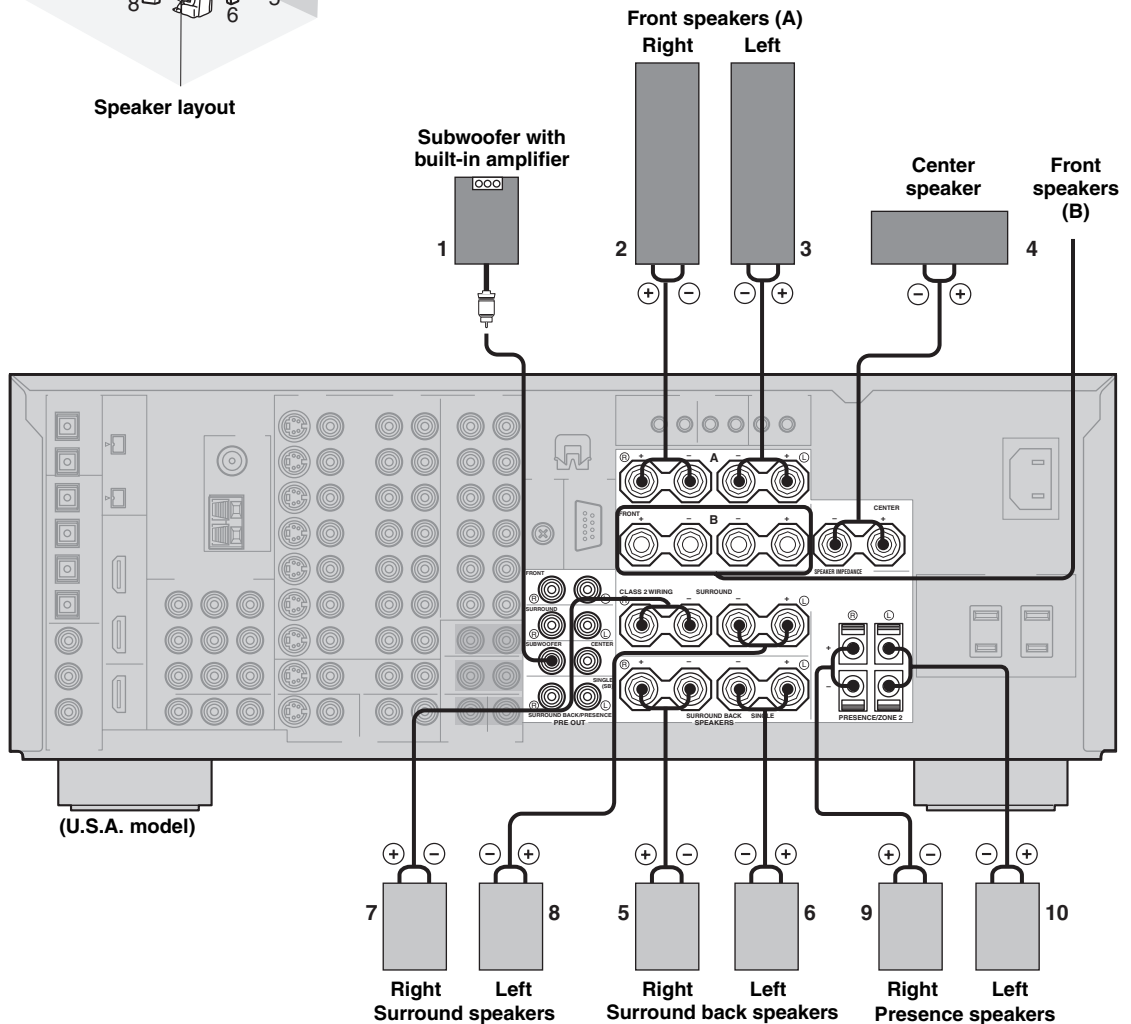 8 6 5
Speaker layout
Front speakers (A)
Right Left
Subwoofer with
built-in amplifier
Center
speaker
Front
speakers
(B)
1
2
3
4
+ −
− +
− +
R + − A − + L
FRONT
+ − B − +
CENTER
− +
SPEAKER IMPEDANCE
FRONT
R L
CLASS 2 WIRING SURROUND
R − + L
SURROUND
R L
SUBWOOFER CENTER
SINGLE
(SB)
R L
SURROUND BACK/PRESENCE
PRE OUT
R + − − + L
SURROUND BACK SINGLE
SPEAKERS
R L
+
−
PRESENCE/ZONE 2
(U.S.A. model)
+ − − + + − − + + − − +
7 8 5 6 9 10
Right Left Right Left Right Left
Surround speakers Surround back speakers Presence speakers